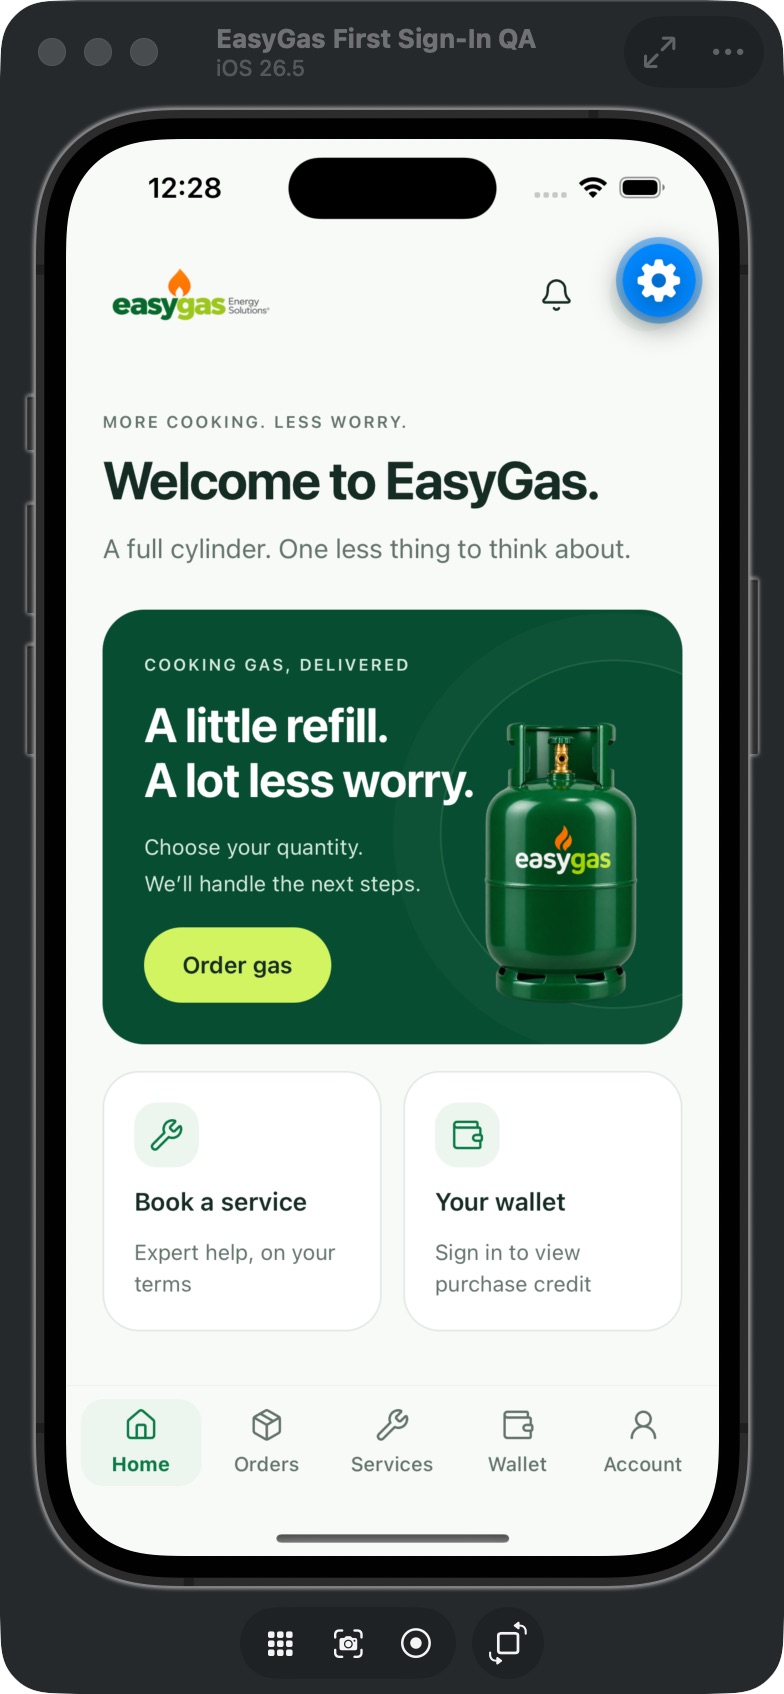 EasyGas First Sign-In QA
iOS 26.5
12:28
easygas Energy Solutions®
MORE COOKING. LESS WORRY.
Welcome to EasyGas.
A full cylinder. One less thing to think about.
COOKING GAS, DELIVERED
A little refill.
A lot less worry.
Choose your quantity.
We’ll handle the next steps.
easygas
Order gas
Book a service
Expert help, on your
terms
Your wallet
Sign in to view
purchase credit
Home Orders Services Wallet Account